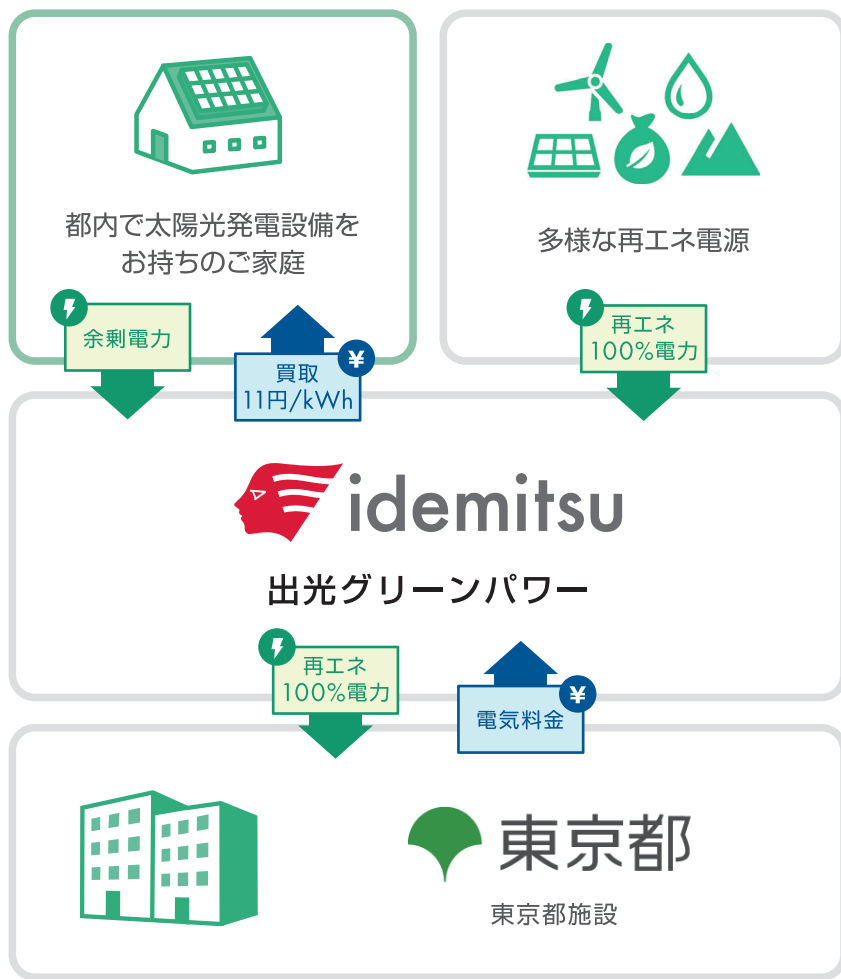 都内で太陽光発電設備を
お持ちのご家庭
多様な再エネ電源
余剰電力
¥
買取
11円/kWh
再エネ
100%電力
idemitsu
出光グリーンパワー
再エネ
100%電力
¥
電気料金
東京都
東京都施設